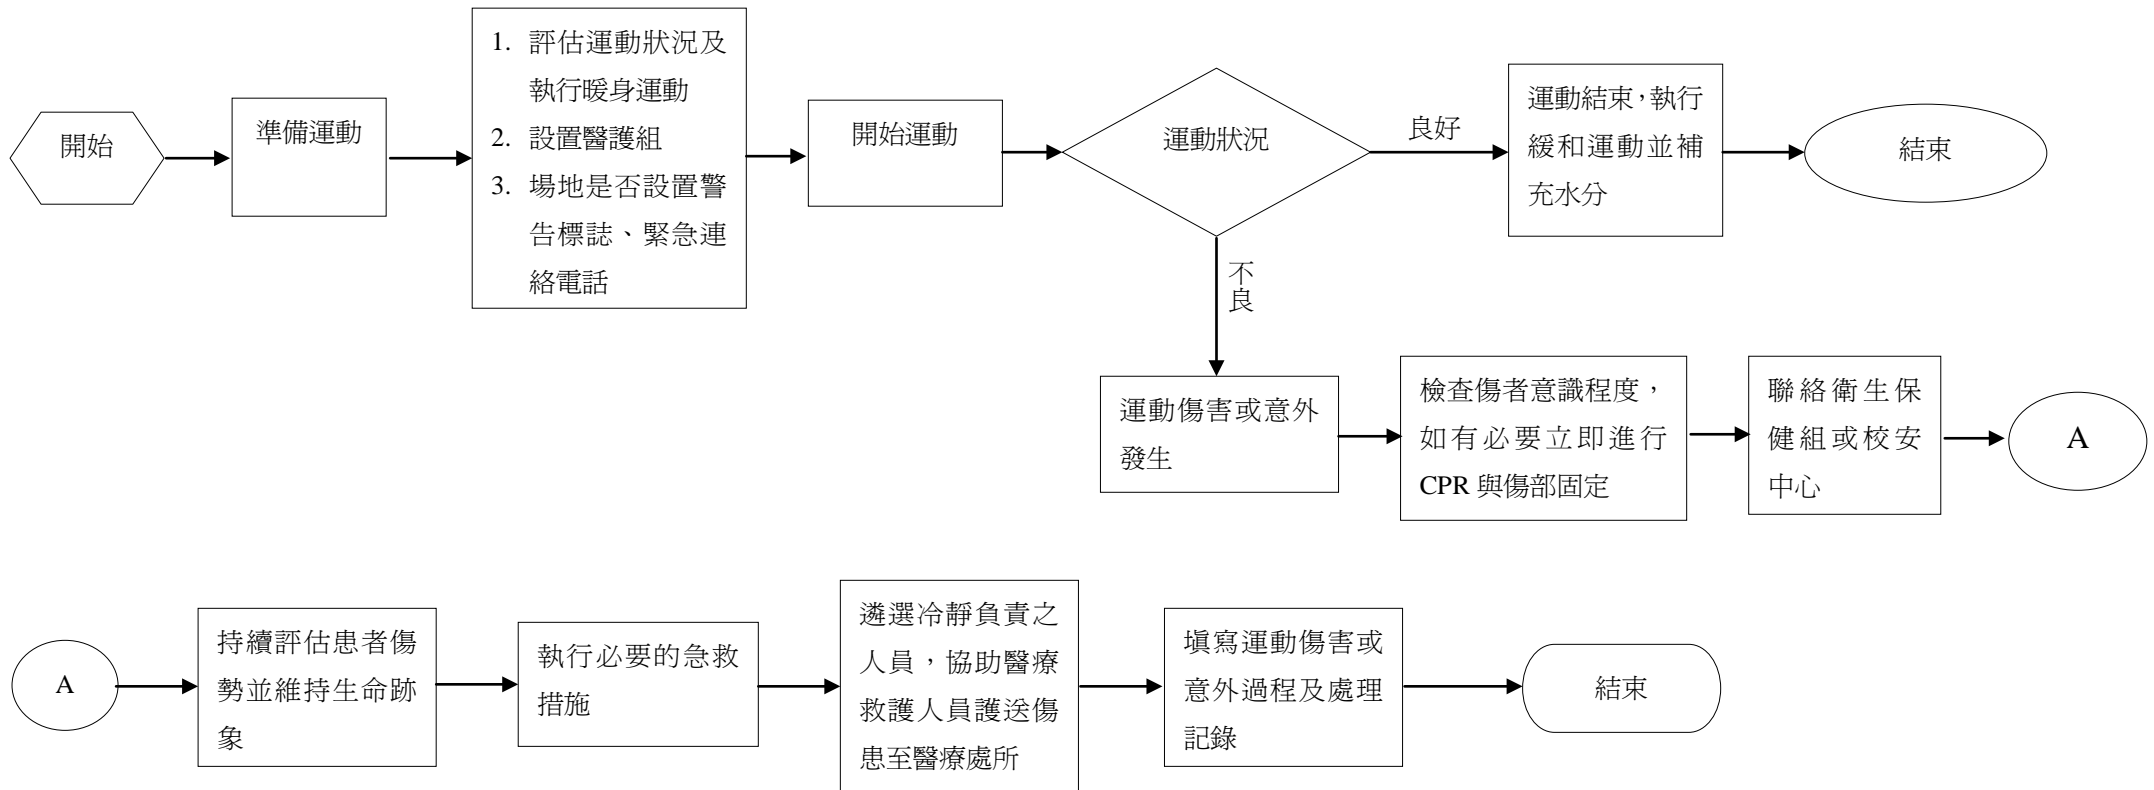 開始
準備運動
1. 評估運動狀況及
執行暖身運動
2. 設置醫護組
3. 場地是否設置警
告標誌、緊急連
絡電話
開始運動
運動狀況
良好
運動結束，執行
緩和運動並補
充水分
結束
不
良
運動傷害或意外
發生
檢查傷者意識程度，
如有必要立即進行
CPR 與傷部固定
聯絡衛生保
健組或校安
中心
A
A
持續評估患者傷
勢並維持生命跡
象
執行必要的急救
措施
遴選冷靜負責之
人員，協助醫療
救護人員護送傷
患至醫療處所
填寫運動傷害或
意外過程及處理
記錄
結束